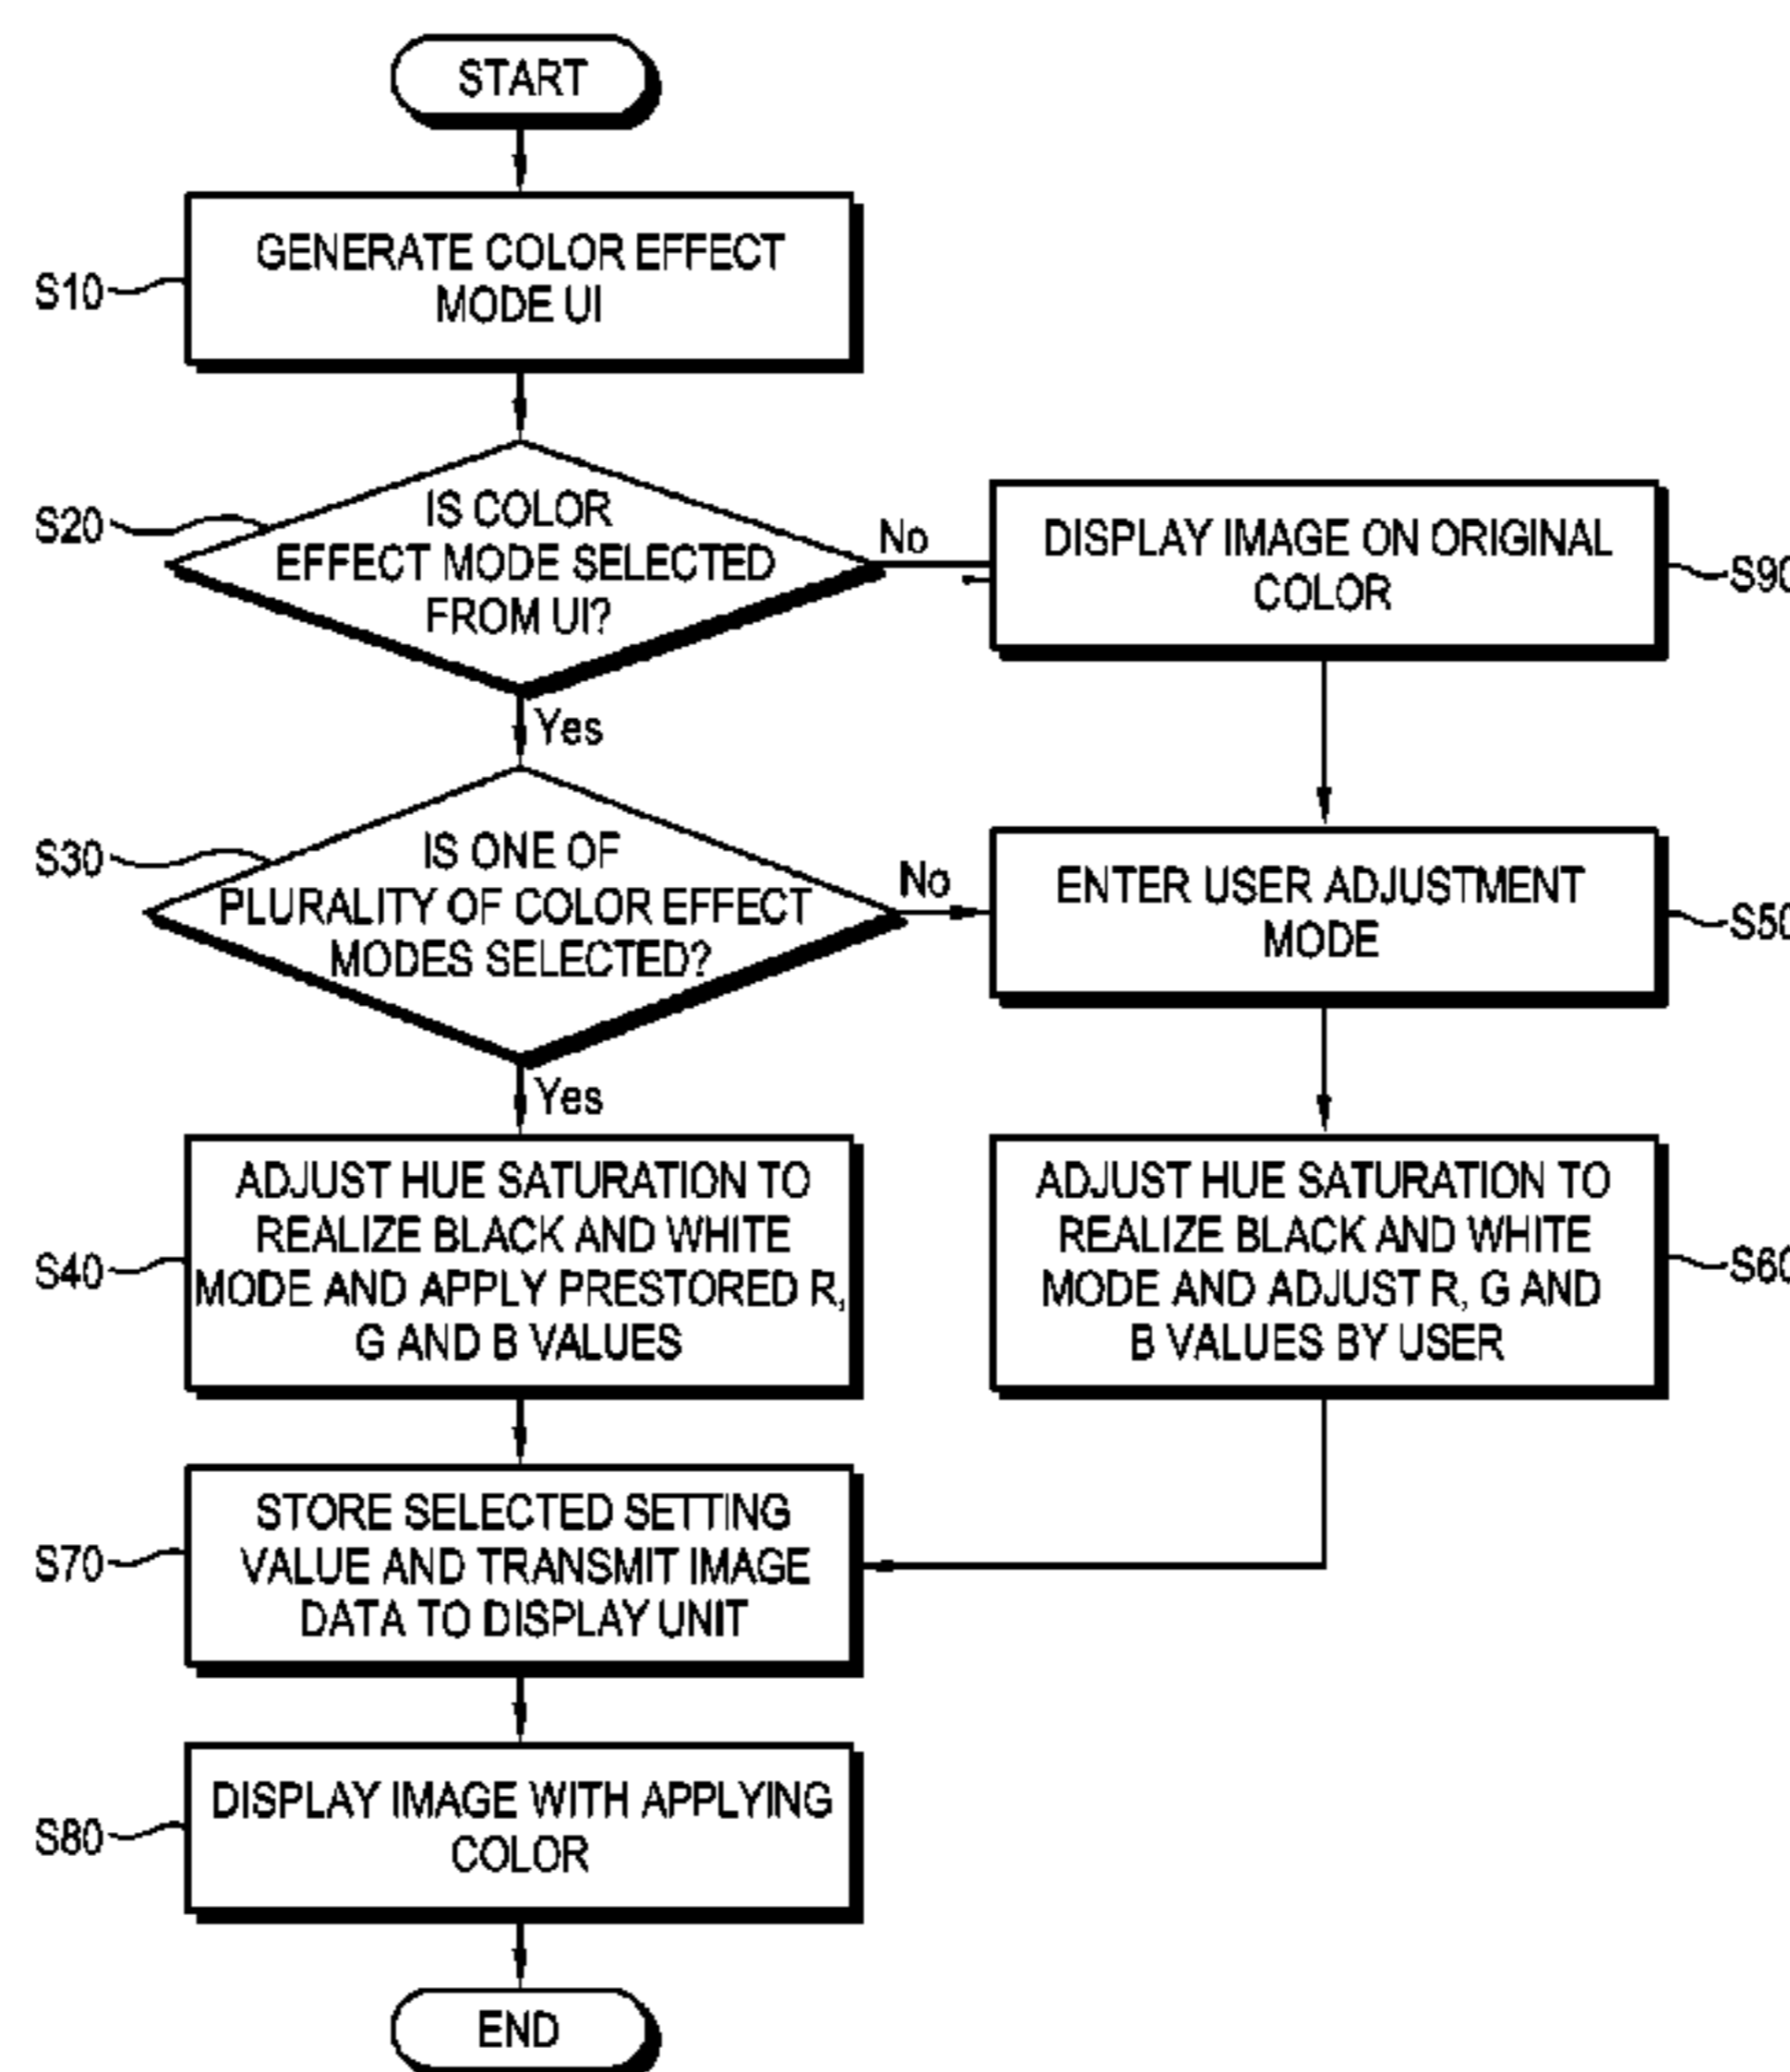 START
GENERATE COLOR EFFECT
MODE UI
S10
IS COLOR
EFFECT MODE SELECTED
FROM UI?
S20
No
DISPLAY IMAGE ON ORIGINAL
COLOR
S90
Yes
IS ONE OF
PLURALITY OF COLOR EFFECT
MODES SELECTED?
S30
No
ENTER USER ADJUSTMENT
MODE
S50
Yes
ADJUST HUE SATURATION TO
REALIZE BLACK AND WHITE
MODE AND APPLY PRESTORED R,
G AND B VALUES
S40
ADJUST HUE SATURATION TO
REALIZE BLACK AND WHITE
MODE AND ADJUST R, G AND
B VALUES BY USER
S60
STORE SELECTED SETTING
VALUE AND TRANSMIT IMAGE
DATA TO DISPLAY UNIT
S70
DISPLAY IMAGE WITH APPLYING
COLOR
S80
END